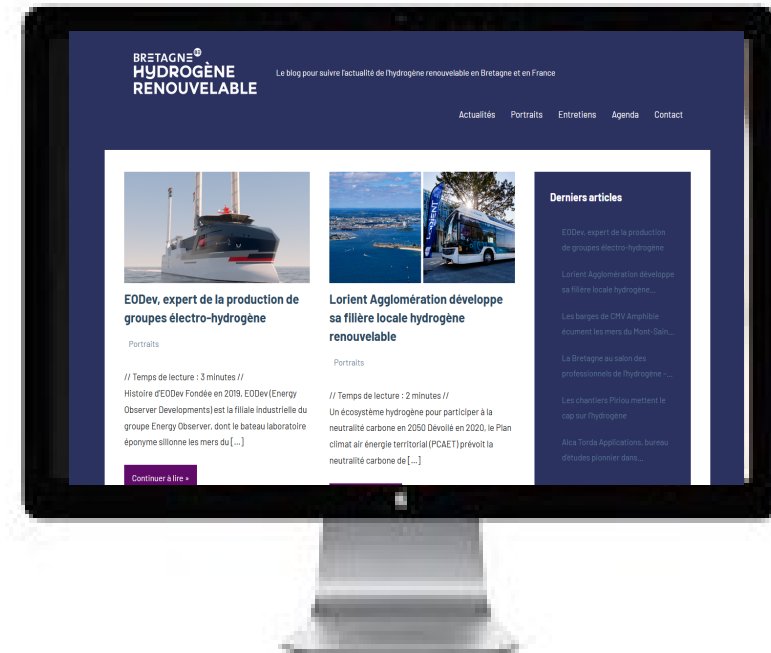 BRETAGNE
HYDROGÈNE
RENOUVELABLE
Le blog pour suivre l'actualité de l'hydrogène renouvelable en Bretagne et en France
Actualités Portraits Entretiens Agenda Contact
EODev, expert de la production de
groupes électro-hydrogène
Portraits
// Temps de lecture : 3 minutes //
Histoire d'EODev Fondée en 2019, EODev (Energy
Observer Developments) est la filiale industrielle du
groupe Energy Observer, dont le bateau laboratoire
éponyme sillonne les mers du [...]
Continuer à lire »
LORIENT
Lorient Agglomération développe
sa filière locale hydrogène
renouvelable
Portraits
// Temps de lecture : 2 minutes //
Un écosystème hydrogène pour participer à la
neutralité carbone en 2050 Dévoilé en 2020, le Plan
climat air énergie territorial (PCAET) prévoit la
neutralité carbone de [...]
Derniers articles
EODev, expert de la production
de groupes électro-hydrogène
Lorient Agglomération développe
sa filière locale hydrogène...
Les barges de CMV Amphibie
écument les mers du Mont-Sain...
La Bretagne au salon des
professionnels de l'hydrogène -...
Les chantiers Piriou mettent le
cap sur l'hydrogène
Alca Torda Applications, bureau
d'études pionnier dans...